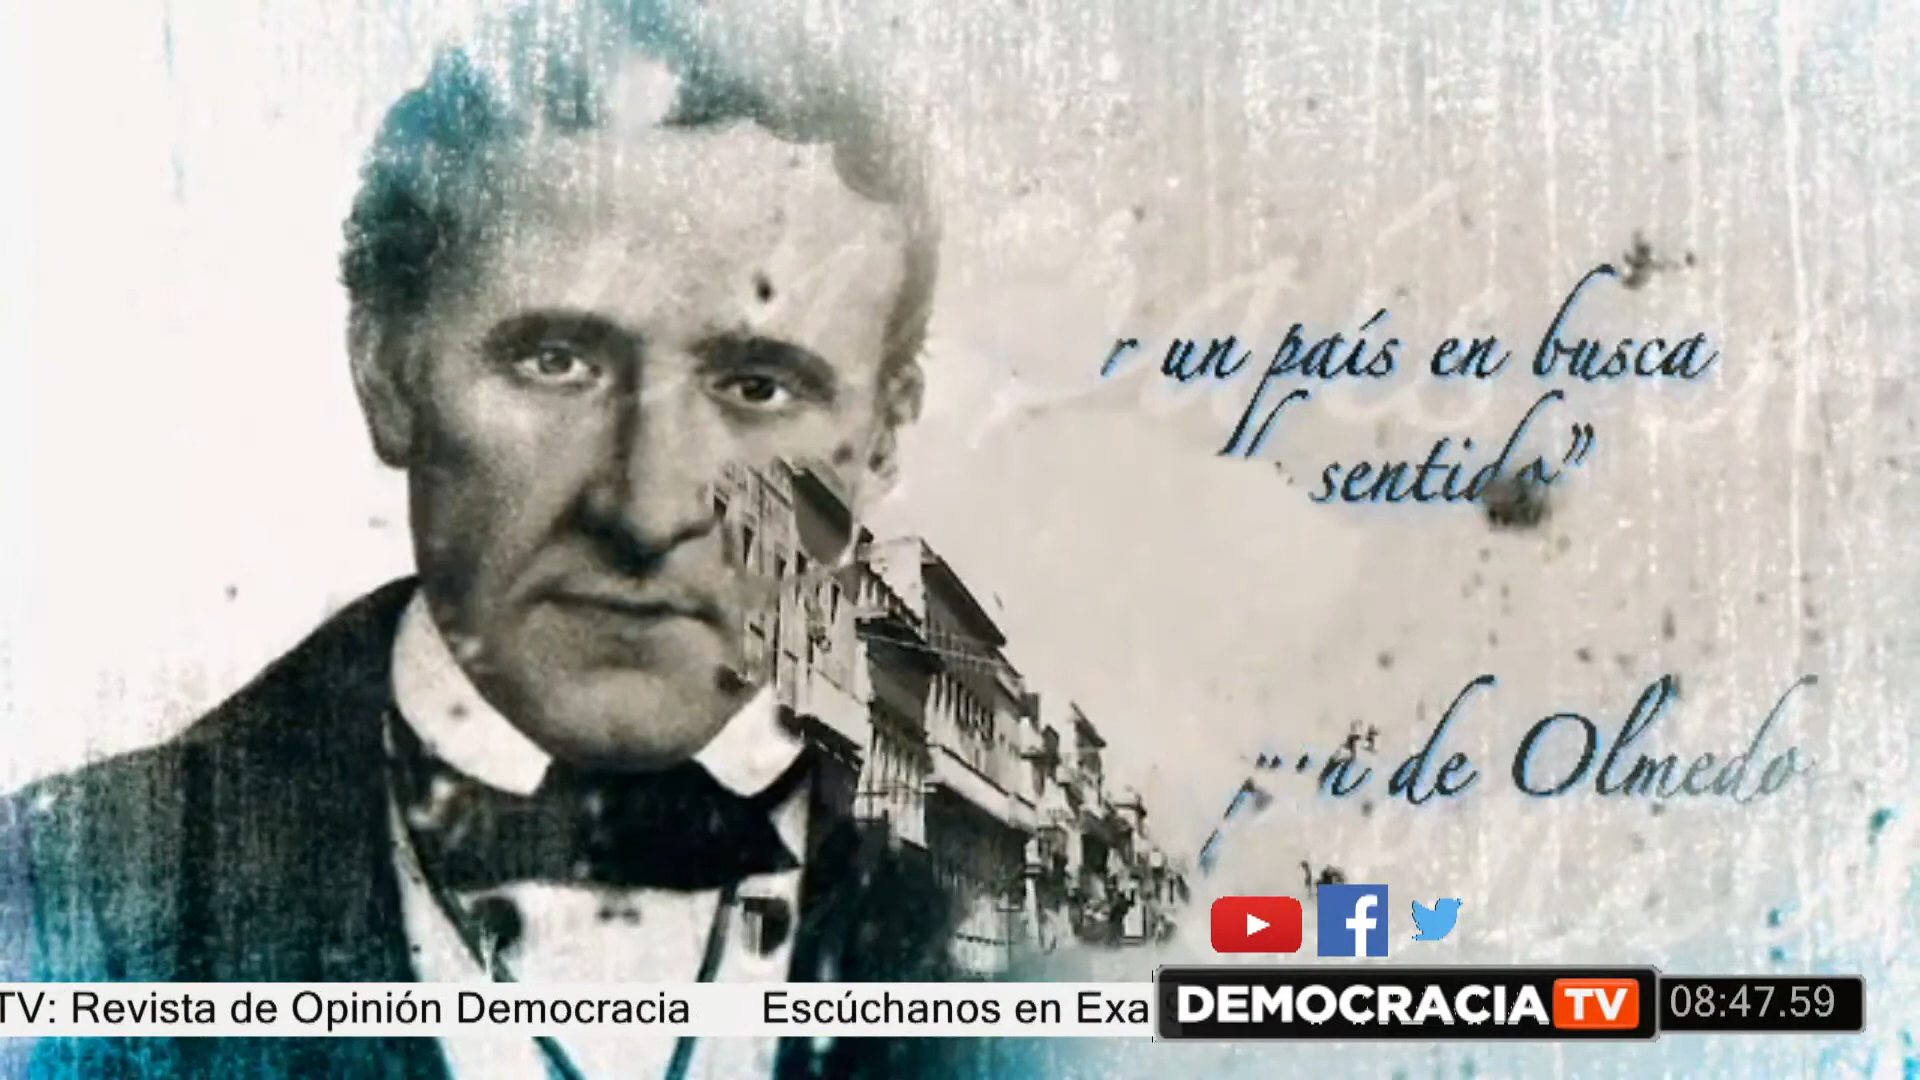 r un país en busca
sentido”
n de Olmedo
TV: Revista de Opinión Democracia Escúchanos en Exa
DEMOCRACIA TV 08:47.59